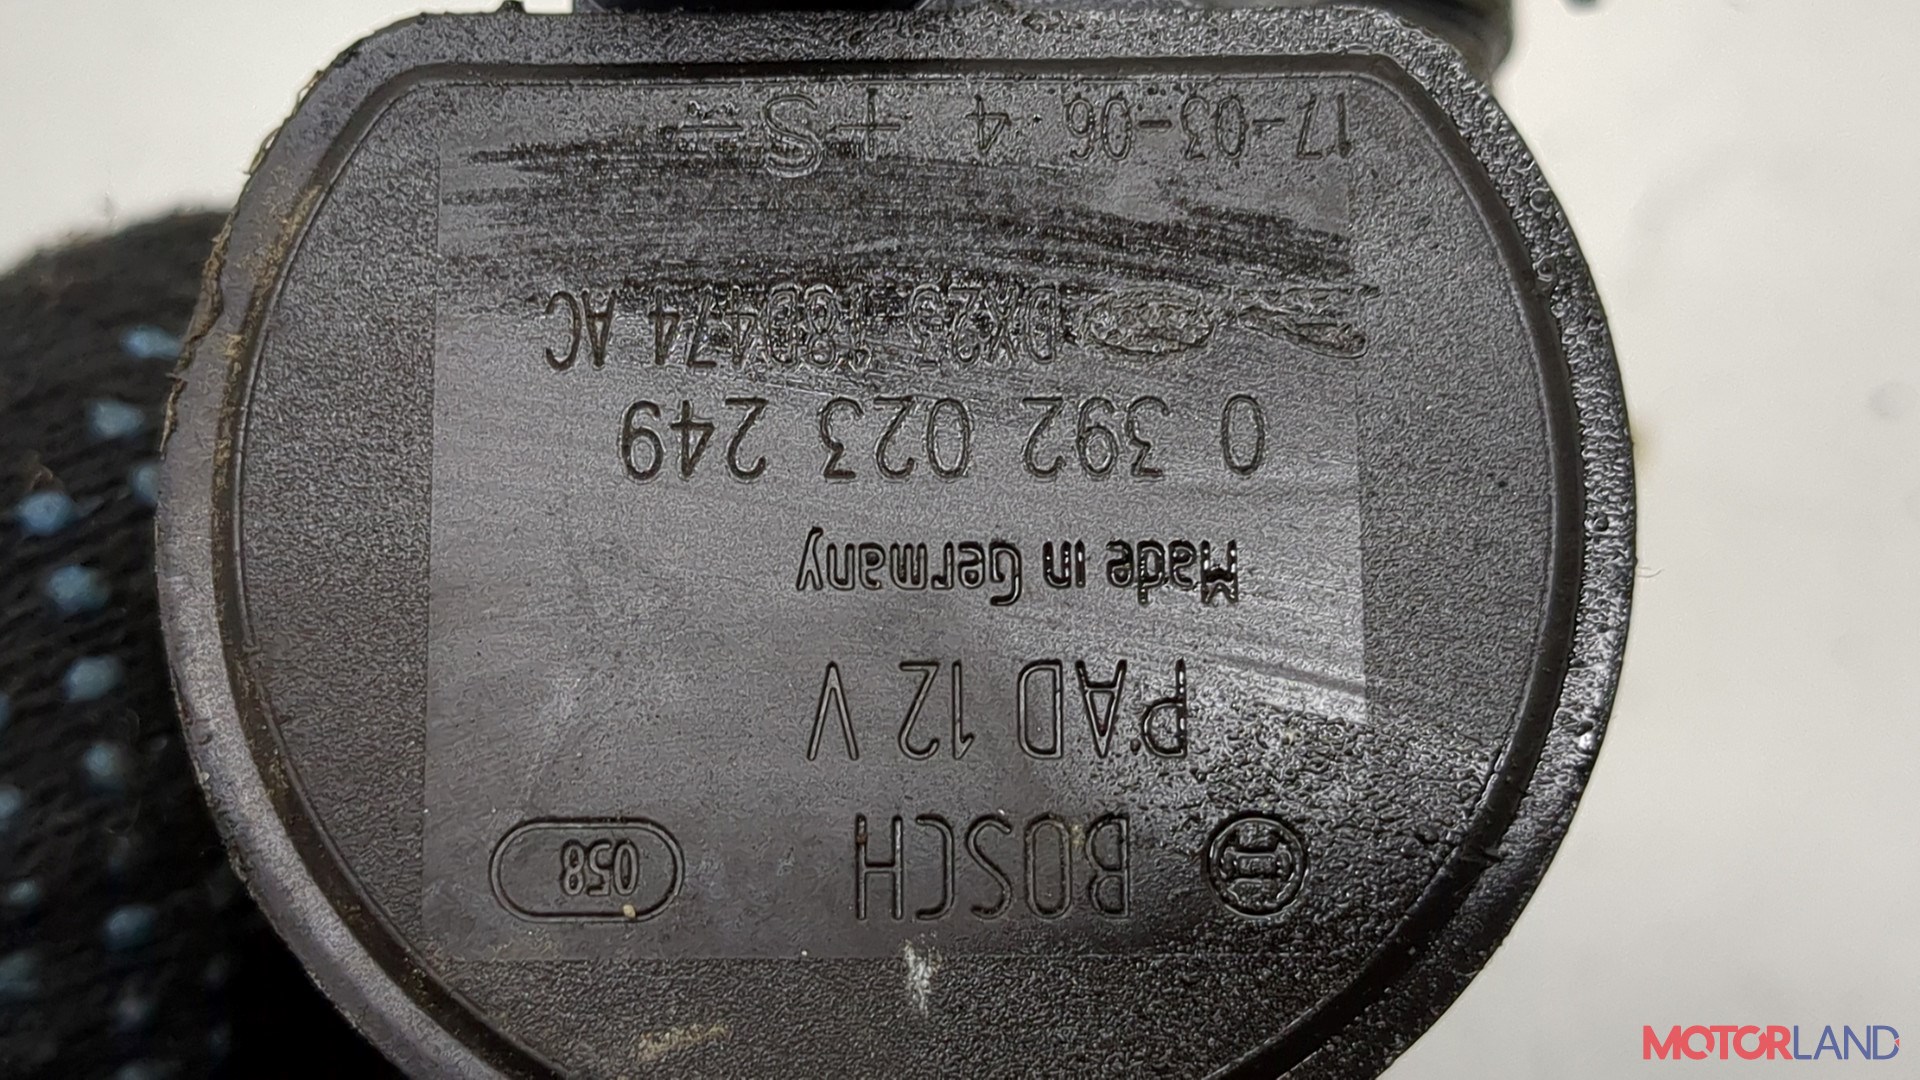 BOSCH 058
PAD 12 V
Made in Germany
0 392 023 249
DX23 18D474 AC
17-03-06 4 + S -
MOTORLAND